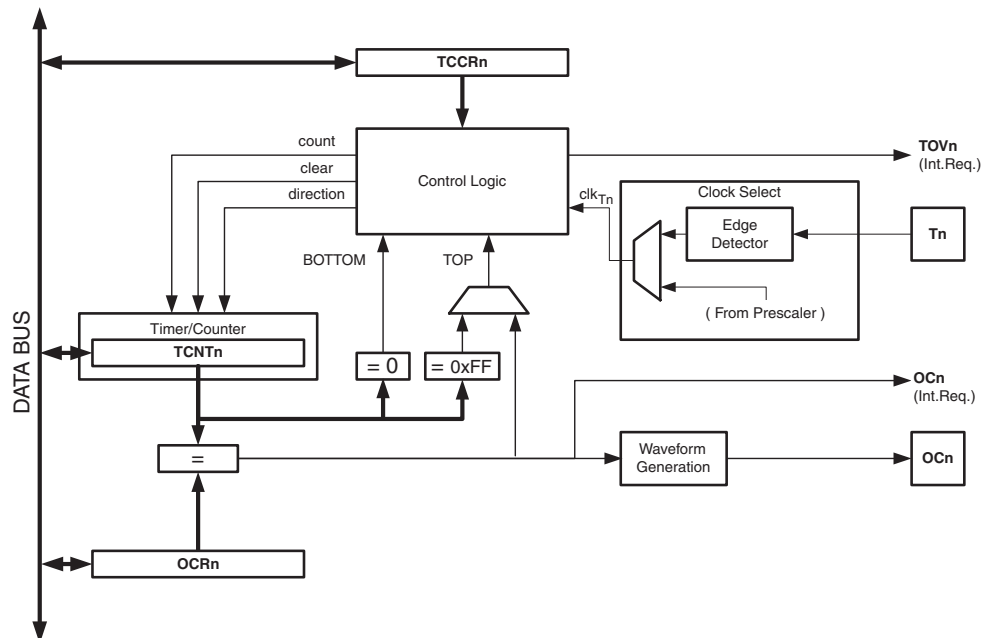 TCCRn
count
clear
direction
Control Logic
TOVn
(Int.Req.)
clkTn
Clock Select
Edge
Detector
Tn
( From Prescaler )
BOTTOM
TOP
DATA BUS
Timer/Counter
TCNTn
= 0
= 0xFF
OCn
(Int.Req.)
=
Waveform
Generation
OCn
OCRn